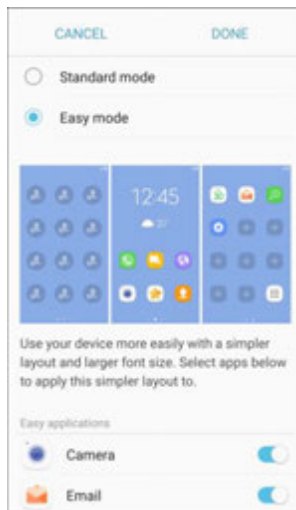 CANCEL DONE
Standard mode
Easy mode
12:45
Use your device more easily with a simpler
layout and larger font size. Select apps below
to apply this simpler layout to.
Easy applications
Camera
Email